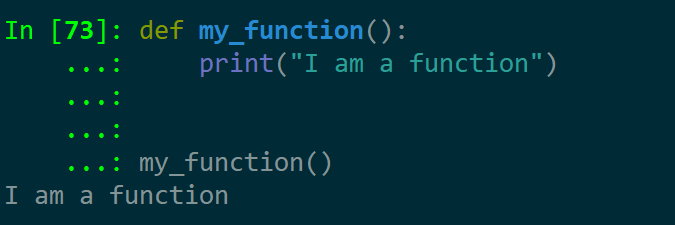 In [73]: def my_function():
    ...:     print("I am a function")
    ...:
    ...:
    ...: my_function()
I am a function